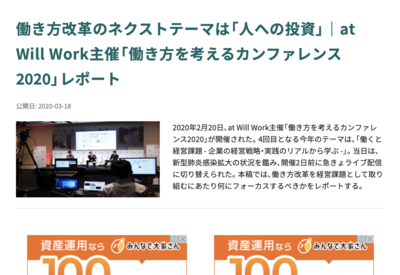 働き方改革のネクストテーマは「人への投資」｜at
Will Work主催「働き方を考えるカンファレンス
2020」レポート
公開日: 2020-03-18
2020年2月20日、at Will Work主催「働き方を考えるカンファレ
ンス2020」が開催された。4回目となる今年のテーマは、「働くと
経営課題 - 企業の経営戦略・実践のリアルから学ぶ -」。当日は、
新型肺炎感染拡大の状況を鑑み、開催2日前に急きょライブ配信
に切り替えられた。本稿では、働き方改革を経営課題として取り
組むにあたり何にフォーカスするべきかをレポートする。
資産運用なら みんなで大家さん
資産運用なら みんなで大家さん
100
100